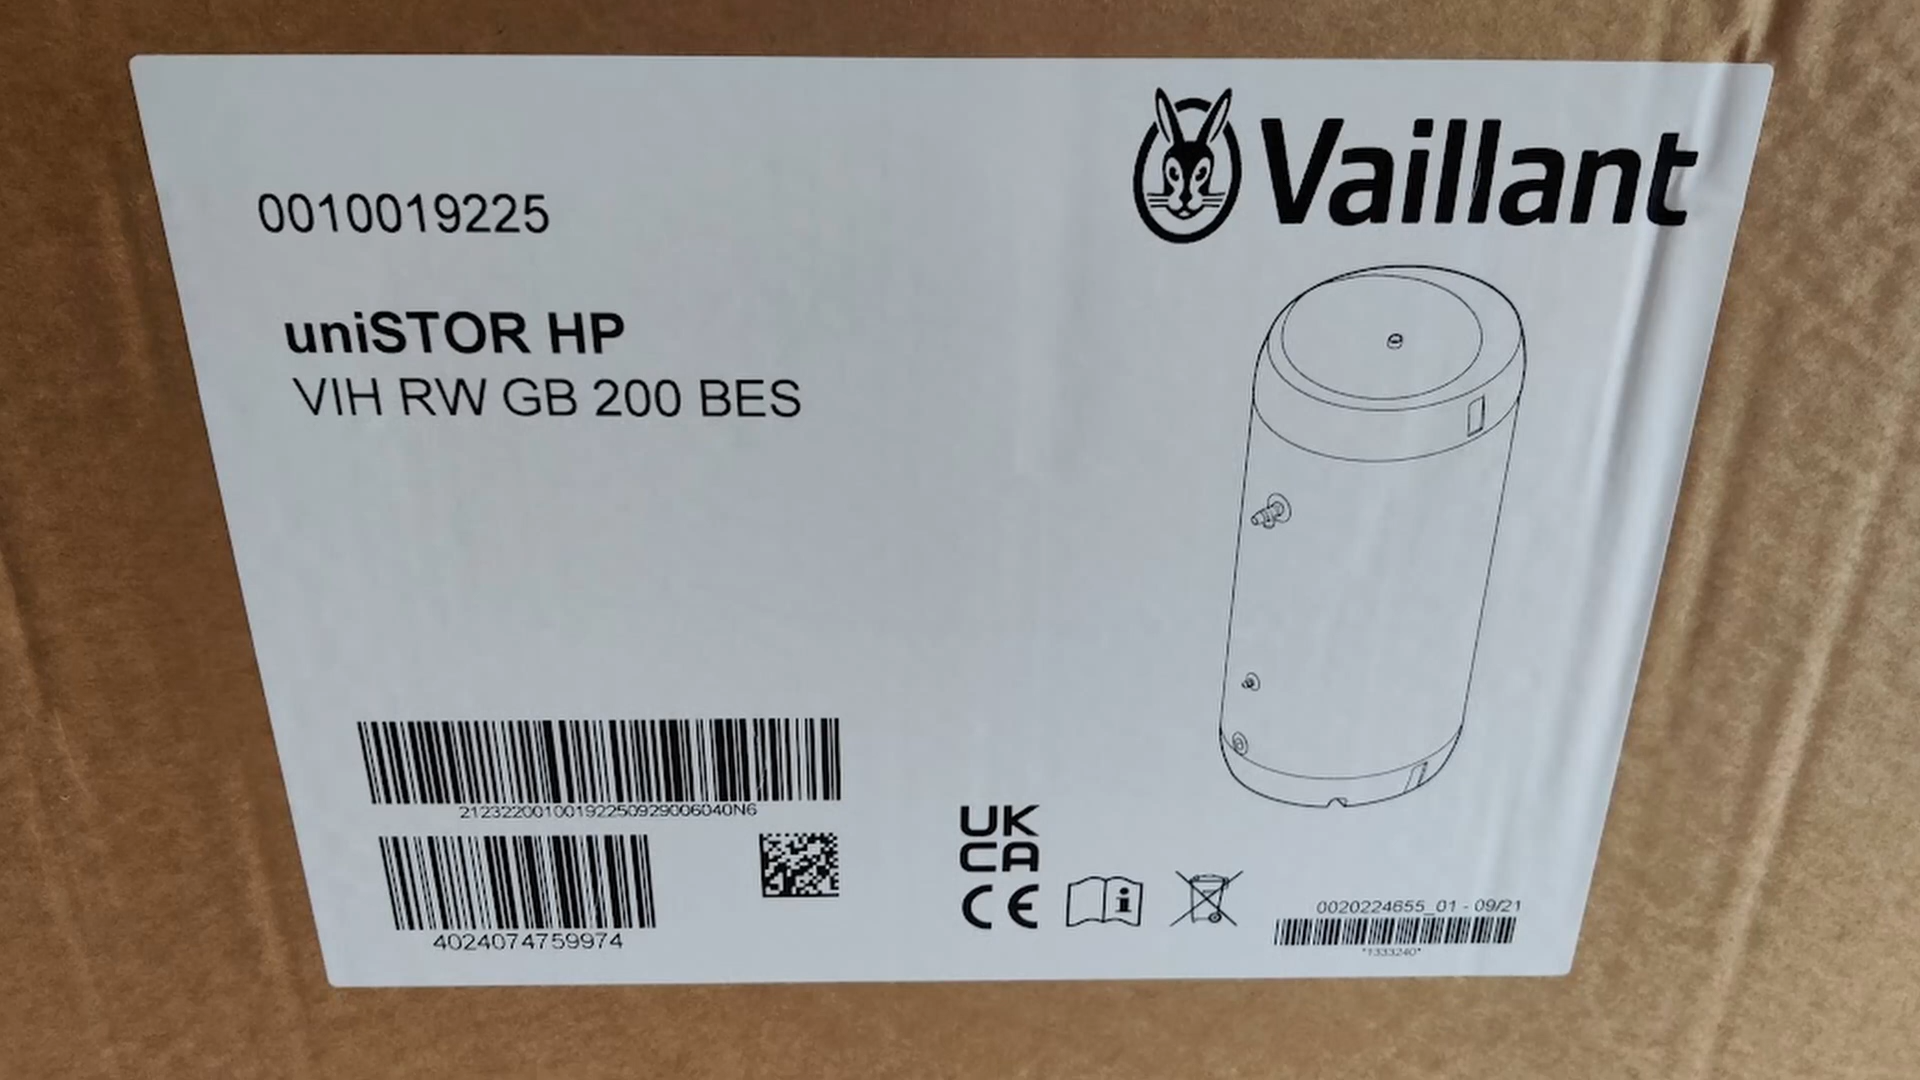 Vaillant
0010019225
uniSTOR HP
VIH RW GB 200 BES
21232200100192250929006040N6
4024074759974
UK
CA
CE
i
0020224655_01 - 09/21
*1333240*